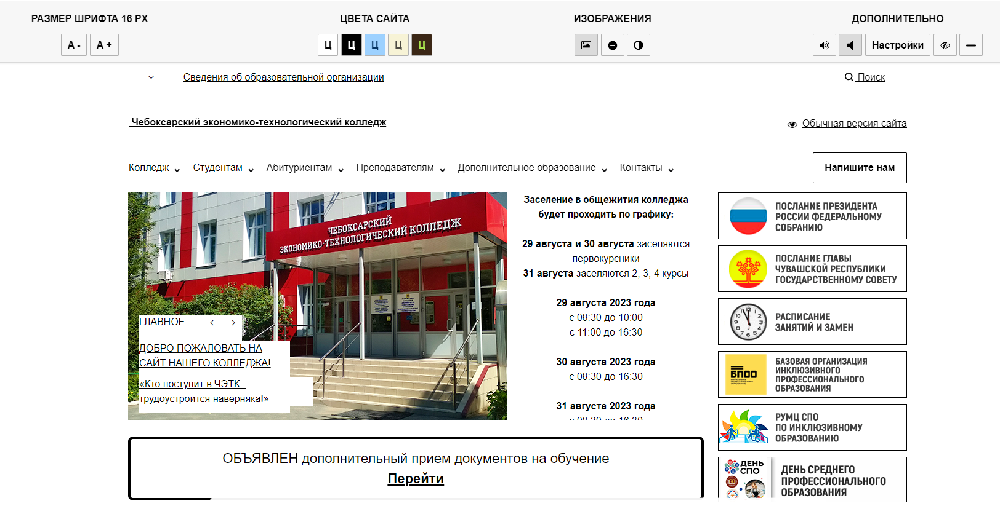 РАЗМЕР ШРИФТА 16 PX
ЦВЕТА САЙТА
ИЗОБРАЖЕНИЯ
ДОПОЛНИТЕЛЬНО
А -
А +
Ц
Ц
Ц
Ц
Ц
Настройки
Сведения об образовательной организации
Поиск
Чебоксарский экономико-технологический колледж
Обычная версия сайта
Колледж
Студентам
Абитуриентам
Преподавателям
Дополнительное образование
Контакты
Напишите нам
ЧЕБОКСАРСКИЙ
ЭКОНОМИКО-ТЕХНОЛОГИЧЕСКИЙ КОЛЛЕДЖ
ГЛАВНОЕ
ДОБРО ПОЖАЛОВАТЬ НА
САЙТ НАШЕГО КОЛЛЕДЖА!
«Кто поступит в ЧЭТК -
трудоустроится наверняка!»
Заселение в общежития колледжа
будет проходить по графику:
29 августа и 30 августа заселяются
первокурсники
31 августа заселяются 2, 3, 4 курсы
29 августа 2023 года
с 08:30 до 10:00
с 11:00 до 16:30
30 августа 2023 года
с 08:30 до 16:30
31 августа 2023 года
с 08:30 до 16:30
ПОСЛАНИЕ ПРЕЗИДЕНТА
РОССИИ ФЕДЕРАЛЬНОМУ
СОБРАНИЮ
ПОСЛАНИЕ ГЛАВЫ
ЧУВАШСКОЙ РЕСПУБЛИКИ
ГОСУДАРСТВЕННОМУ СОВЕТУ
РАСПИСАНИЕ
ЗАНЯТИЙ И ЗАМЕН
БПОО
БАЗОВАЯ ОРГАНИЗАЦИЯ
ИНКЛЮЗИВНОГО
ПРОФЕССИОНАЛЬНОГО
ОБРАЗОВАНИЯ
РУМЦ СПО
ПО ИНКЛЮЗИВНОМУ
ОБРАЗОВАНИЮ
ДЕНЬ
СПО
ДЕНЬ СРЕДНЕГО
ПРОФЕССИОНАЛЬНОГО
ОБРАЗОВАНИЯ
ОБЪЯВЛЕН дополнительный прием документов на обучение
Перейти